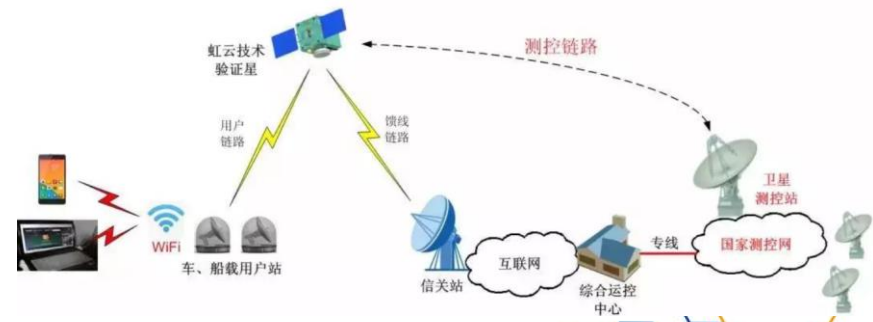 虹云技术
验证星
测控链路
用户
链路
馈线
链路
卫星
测控站
WiFi
车、船载用户站
信关站
互联网
综合运控
中心
专线
国家测控网